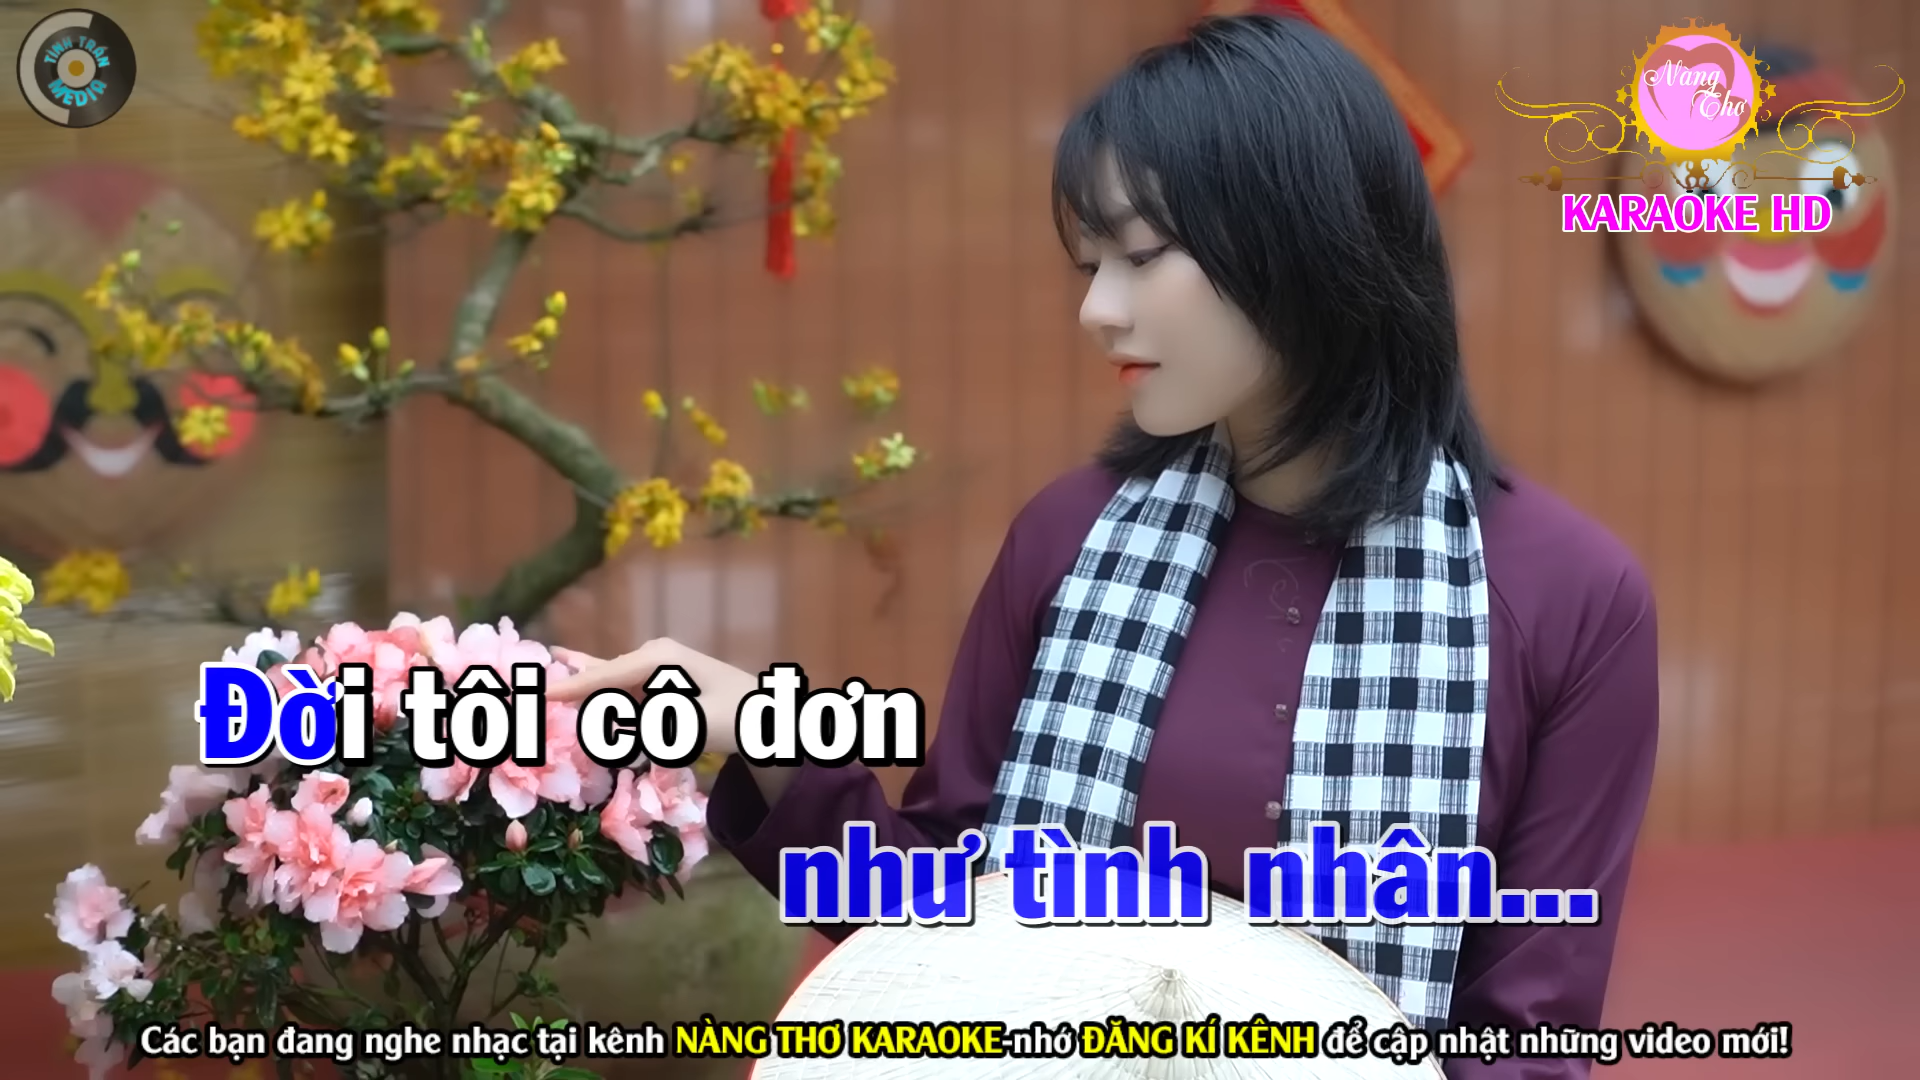 TÌNH TRẦN
MEDIA
Nàng
Thơ
KARAOKE HD
Đời tôi cô đơn
như tình nhân...
Các bạn đang nghe nhạc tại kênh NÀNG THƠ KARAOKE-nhớ ĐĂNG KÍ KÊNH để cập nhật những video mới!